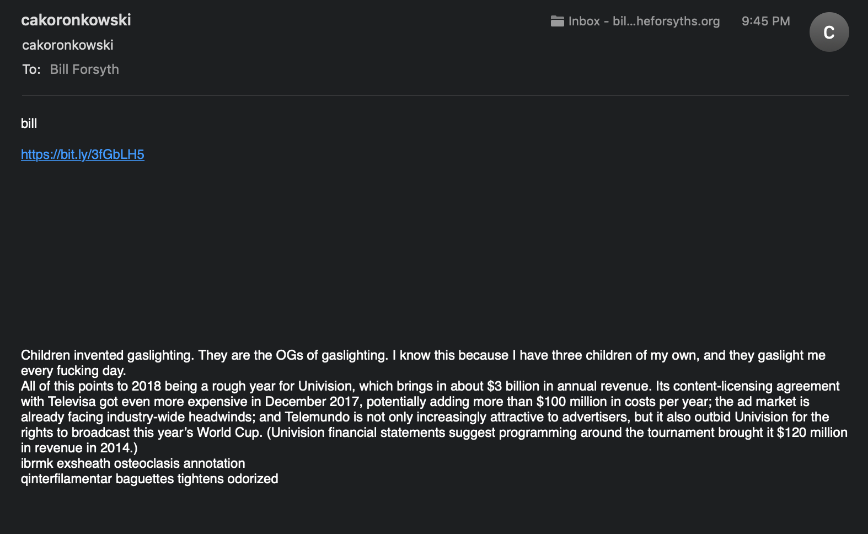 cakoronkowski
Inbox - bil...heforsyths.org 9:45 PM
C
cakoronkowski
To: Bill Forsyth
bill
https://bit.ly/3fGbLH5
Children invented gaslighting. They are the OGs of gaslighting. I know this because I have three children of my own, and they gaslight me
every fucking day.
All of this points to 2018 being a rough year for Univision, which brings in about $3 billion in annual revenue. Its content-licensing agreement
with Televisa got even more expensive in December 2017, potentially adding more than $100 million in costs per year; the ad market is
already facing industry-wide headwinds; and Telemundo is not only increasingly attractive to advertisers, but it also outbid Univision for the
rights to broadcast this year's World Cup. (Univision financial statements suggest programming around the tournament brought it $120 million
in revenue in 2014.)
ibrmk exsheath osteoclasis annotation
qinterfilamentar baguettes tightens odorized